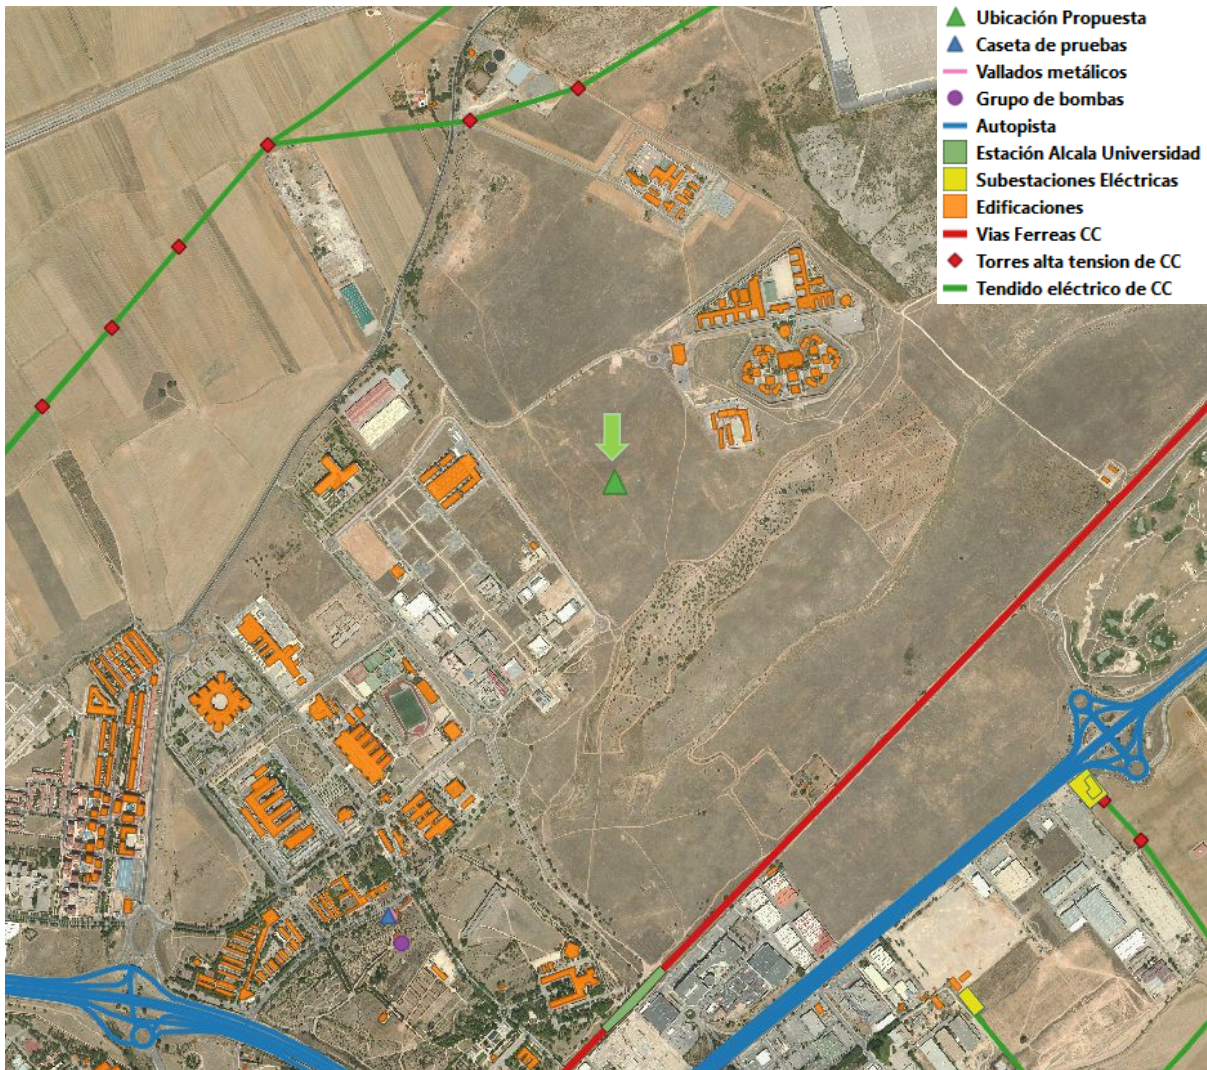 Ubicación Propuesta
Caseta de pruebas
Vallados metálicos
Grupo de bombas
Autopista
Estación Alcala Universidad
Subestaciones Eléctricas
Edificaciones
Vias Ferreas CC
Torres alta tension de CC
Tendido eléctrico de CC